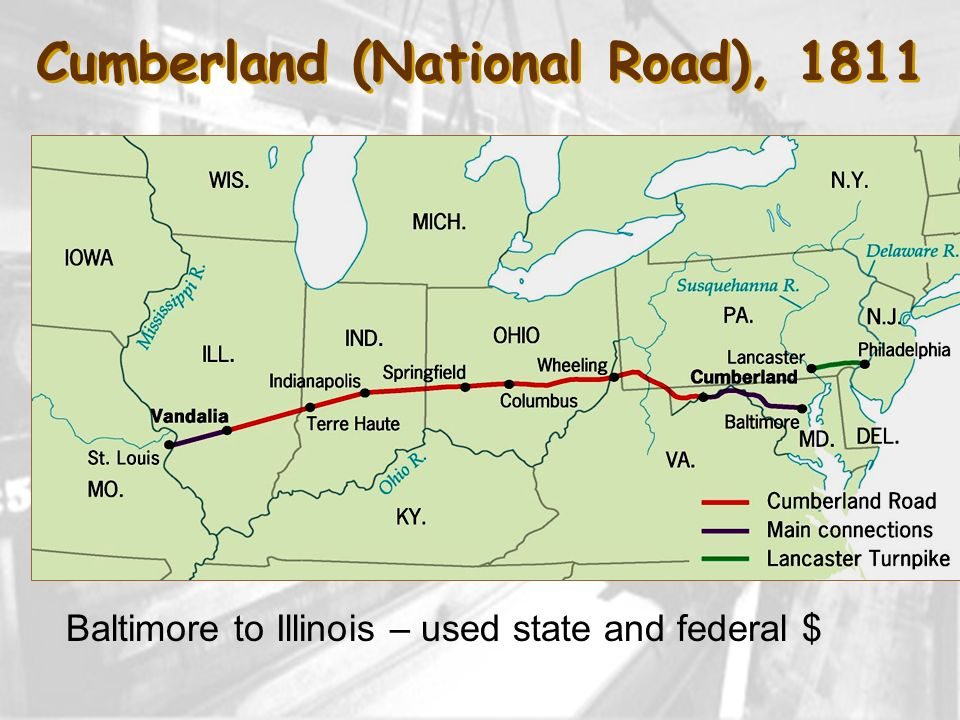 Cumberland (National Road), 1811
WIS.
N.Y.
MICH.
IOWA
Delaware R.
Mississippi R.
Susquehanna R.
PA.
N.J.
IND.
OHIO
ILL.
Philadelphia
Lancaster
Wheeling
Springfield
Indianapolis
Cumberland
Columbus
Vandalia
Terre Haute
Baltimore
MD.
DEL.
St. Louis
VA.
Ohio R.
MO.
KY.
Cumberland Road
Main connections
Lancaster Turnpike
Baltimore to Illinois – used state and federal $